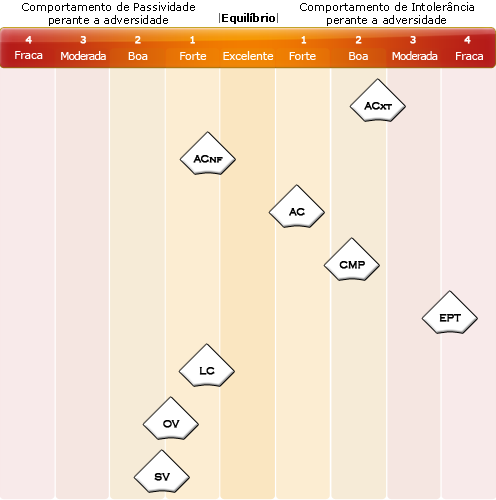 Comportamento de Passividade
perante a adversidade
|Equilíbrio|
Comportamento de Intolerância
perante a adversidade
4 3 2 1 1 2 3 4
Fraca Moderada Boa Forte Excelente Forte Boa Moderada Fraca
ACXT
ACNF
AC
CMP
EPT
LC
OV
SV